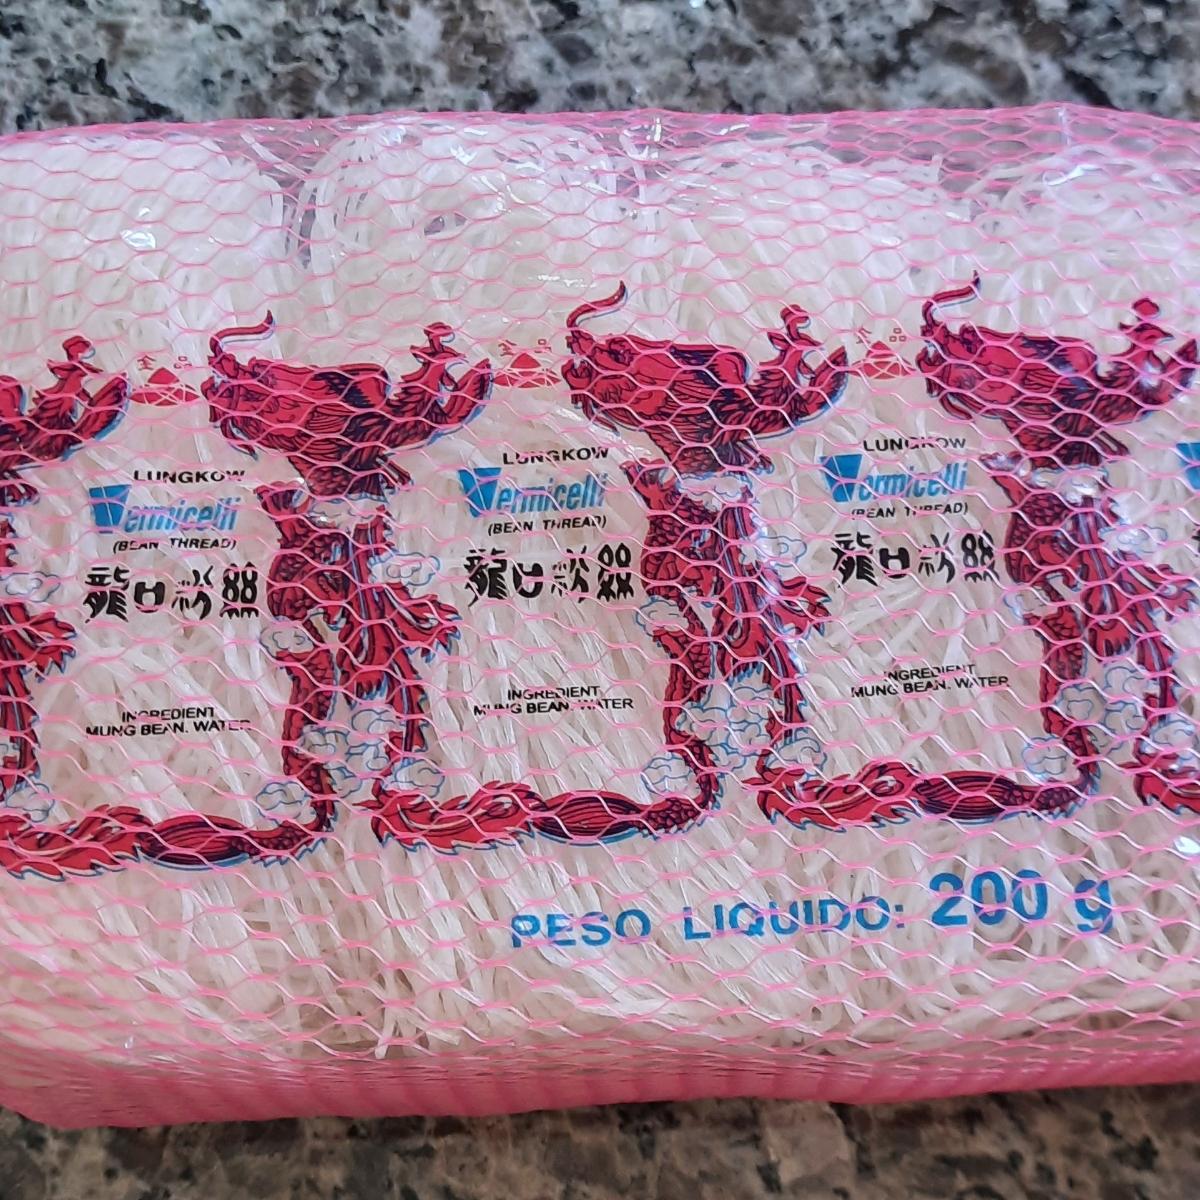 LUNGKOW
Vermicelli
(BEAN THREAD)
龍口粉絲
INGREDIENT
MUNG BEAN. WATER
LUNGKOW
Vermicelli
(BEAN THREAD)
龍口粉絲
INGREDIENT
MUNG BEAN. WATER
LUNGKOW
Vermicelli
(BEAN THREAD)
龍口粉絲
INGREDIENT
MUNG BEAN. WATER
PESO LIQUIDO: 200 g